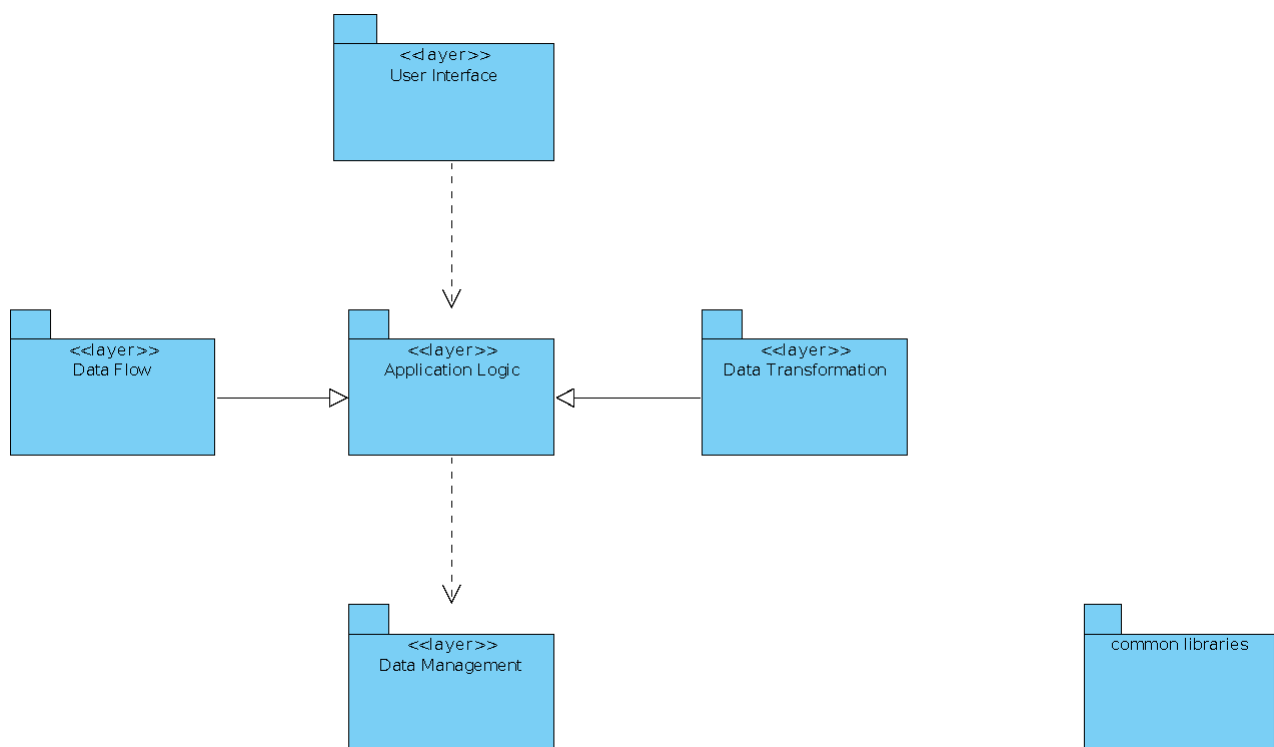 <<layer>>
User Interface
<<layer>>
Data Flow
<<layer>>
Application Logic
<<layer>>
Data Transformation
<<layer>>
Data Management
common libraries